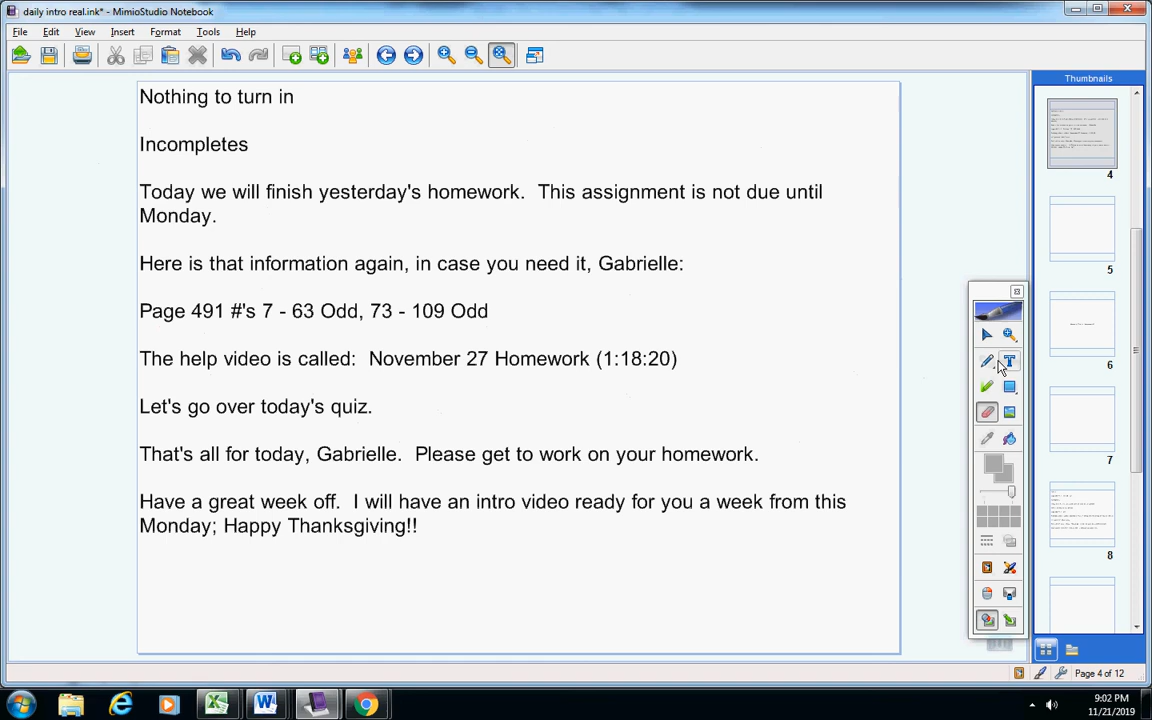 daily intro real.ink* - MimioStudio Notebook
File Edit View Insert Format Tools Help
Nothing to turn in
Incompletes
Today we will finish yesterday's homework. This assignment is not due until
Monday.
Here is that information again, in case you need it, Gabrielle:
Page 491 #'s 7 - 63 Odd, 73 - 109 Odd
The help video is called: November 27 Homework (1:18:20)
Let's go over today's quiz.
That's all for today, Gabrielle. Please get to work on your homework.
Have a great week off. I will have an intro video ready for you a week from this
Monday; Happy Thanksgiving!!
Thumbnails
4
5
6
7
8
Page 4 of 12
9:02 PM
11/21/2019